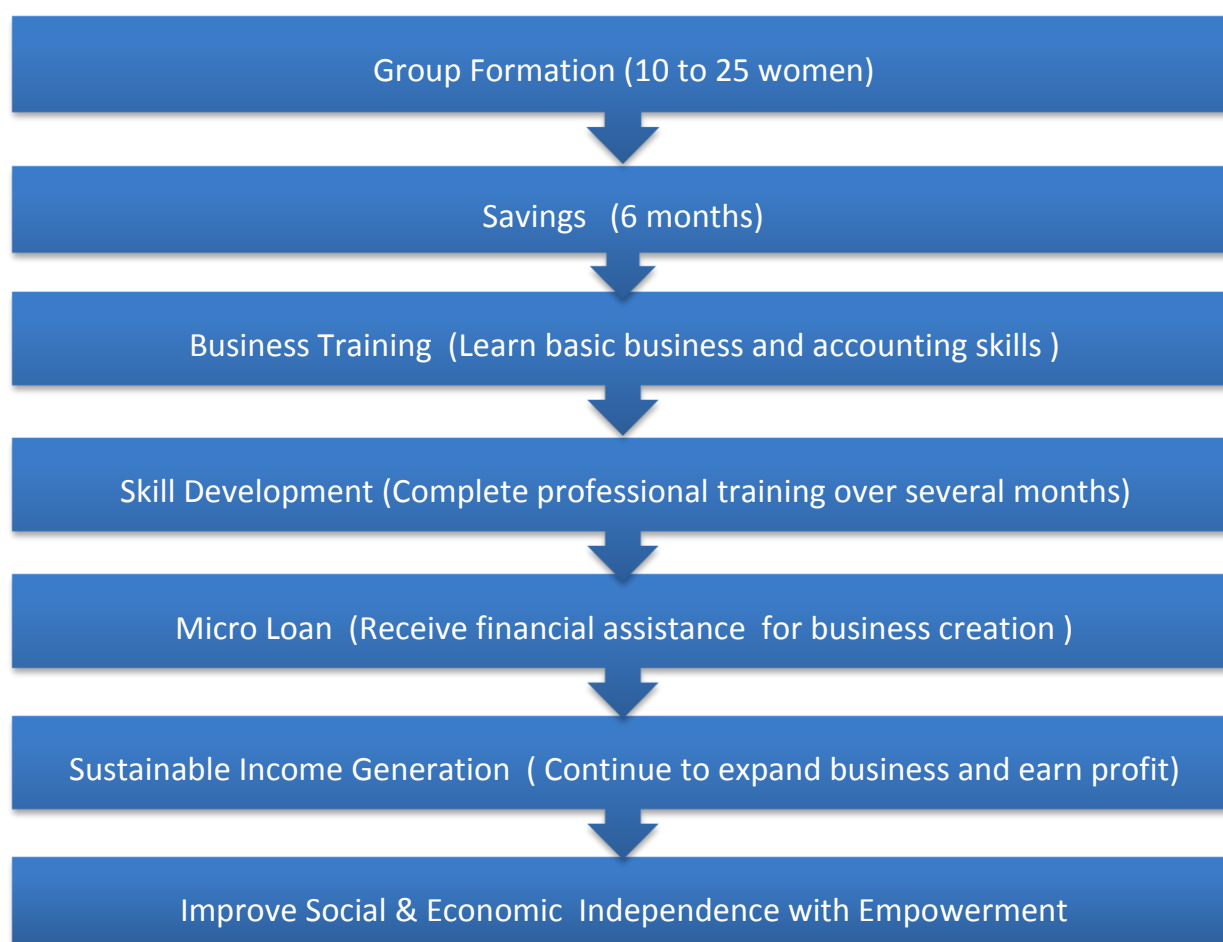 Group Formation (10 to 25 women)
Savings (6 months)
Business Training (Learn basic business and accounting skills )
Skill Development (Complete professional training over several months)
Micro Loan (Receive financial assistance for business creation )
Sustainable Income Generation ( Continue to expand business and earn profit)
Improve Social & Economic Independence with Empowerment